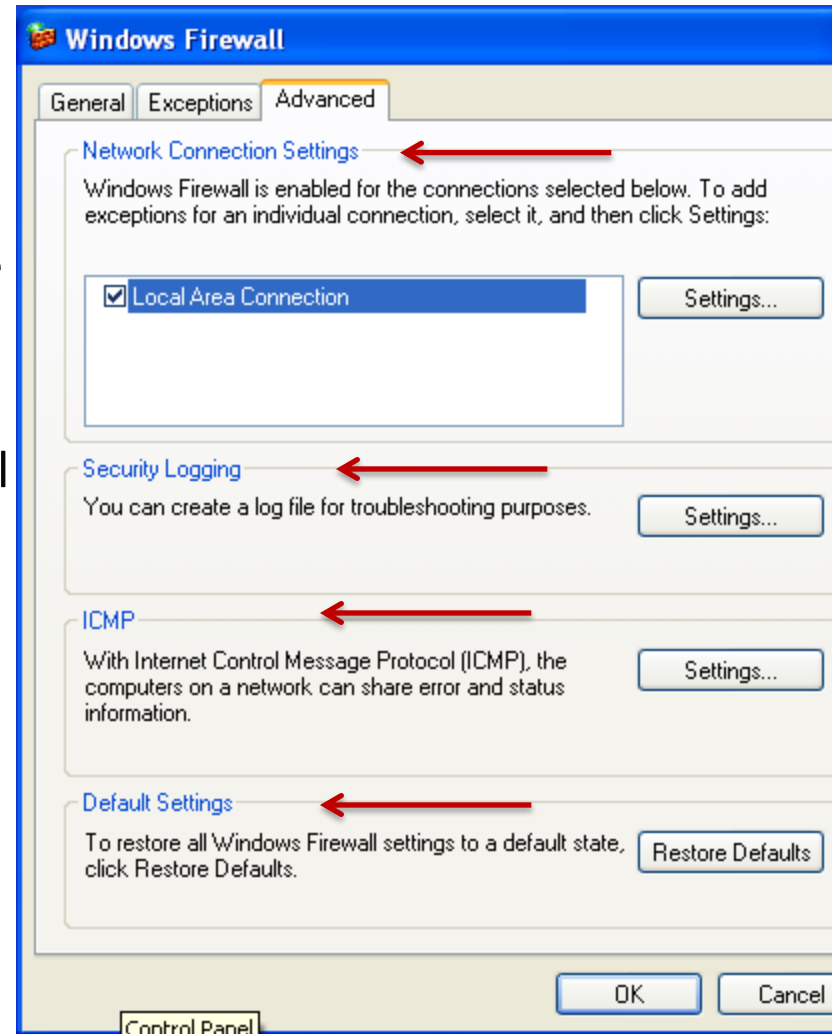 Windows Firewall
General Exceptions Advanced
Network Connection Settings
Windows Firewall is enabled for the connections selected below. To add
exceptions for an individual connection, select it, and then click Settings:
Local Area Connection
Settings...
Security Logging
You can create a log file for troubleshooting purposes.
Settings...
ICMP
With Internet Control Message Protocol (ICMP), the
computers on a network can share error and status
information.
Settings...
Default Settings
To restore all Windows Firewall settings to a default state,
click Restore Defaults.
Restore Defaults
OK Cancel
Control Panel